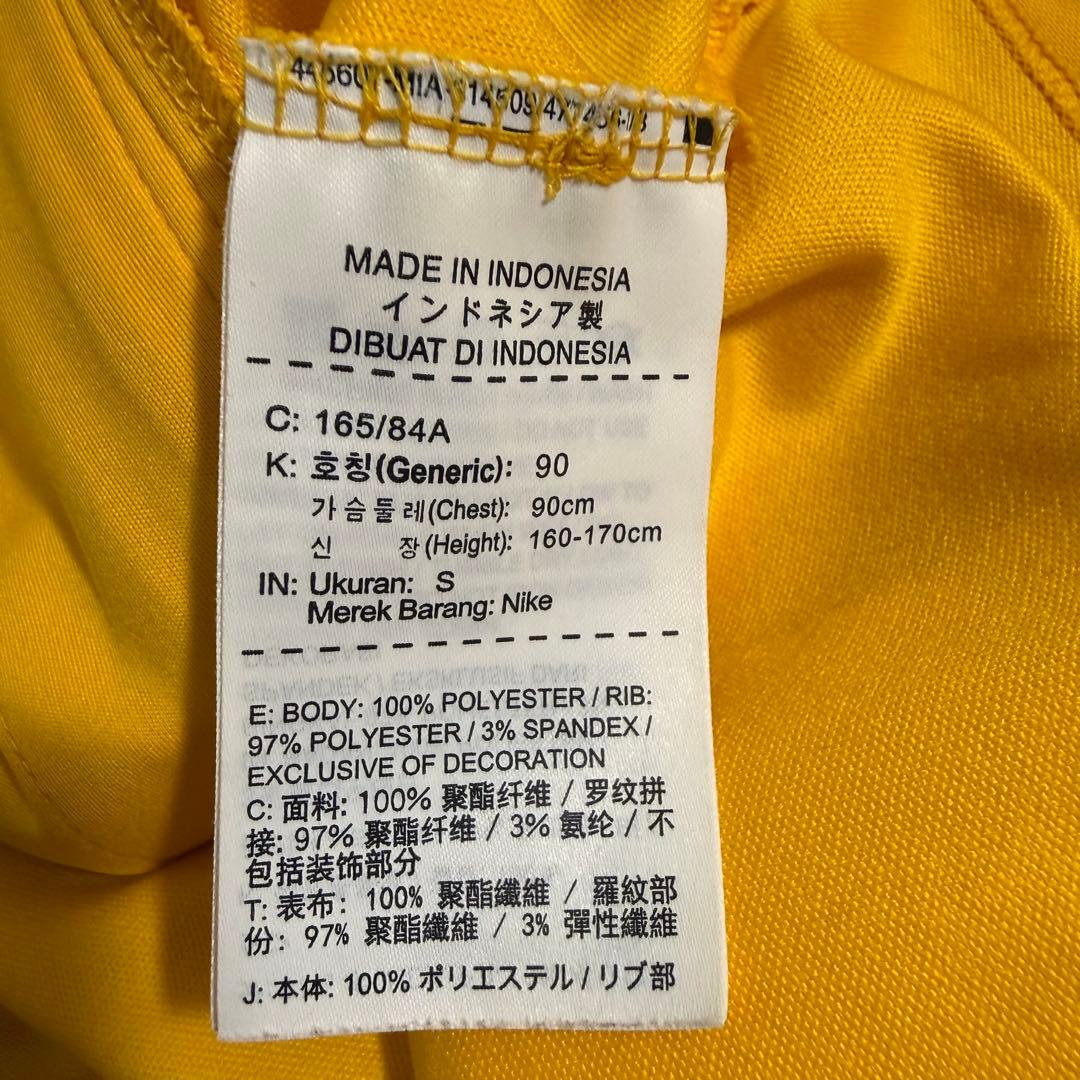 MADE IN INDONESIA
インドネシア製
DIBUAT DI INDONESIA
C: 165/84A
K: 호칭(Generic): 90
가슴둘레(Chest): 90cm
신 장(Height): 160-170cm
IN: Ukuran: S
Merek Barang: Nike
E: BODY: 100% POLYESTER / RIB:
97% POLYESTER / 3% SPANDEX /
EXCLUSIVE OF DECORATION
C: 面料: 100% 聚酯纤维 / 罗纹拼
接: 97% 聚酯纤维 / 3% 氨纶 / 不
包括装饰部分
T: 表布: 100% 聚酯纖維 / 羅紋部
份: 97% 聚酯纖維 / 3% 彈性纖維
J: 本体: 100% ポリエステル / リブ部